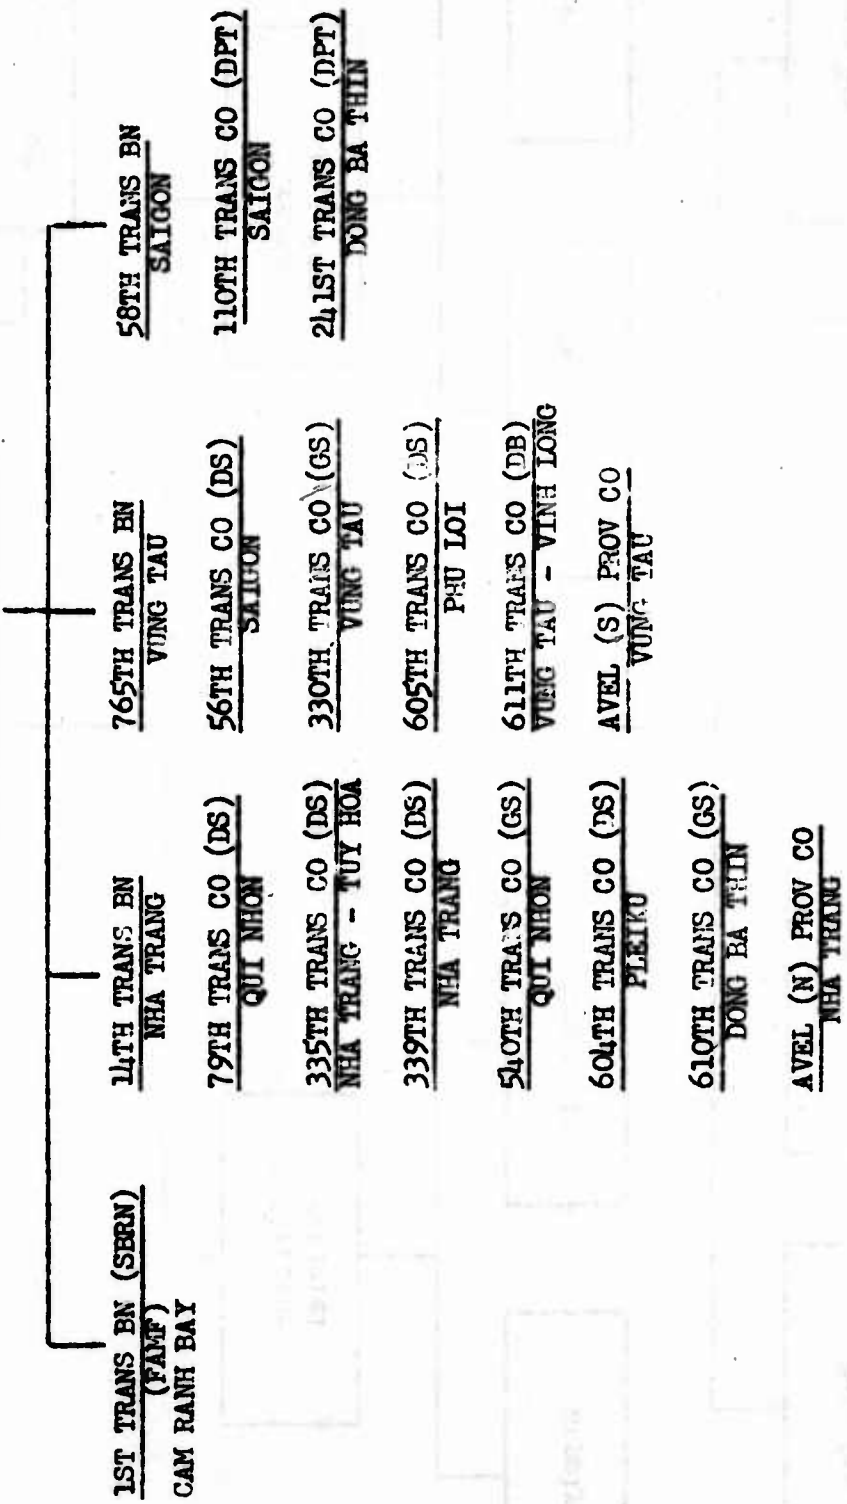 1ST TRANS BN (SBRN)
(FAMF)
CAM RANH BAY
14TH TRANS BN
NHA TRANG
79TH TRANS CO (DS)
QUI NHON
335TH TRANS CO (DS)
NHA TRANG - TUY HOA
339TH TRANS CO (DS)
NHA TRANG
540TH TRANS CO (GS)
QUI NHON
604TH TRANS CO (DS)
PLEIKU
610TH TRANS CO (GS)
DONG BA THIN
AVEL (N) PROV CO
NHA TRANG
765TH TRANS BN
VUNG TAU
56TH TRANS CO (DS)
SAIGON
330TH TRANS CO (GS)
VUNG TAU
605TH TRANS CO (DS)
PHU LOI
611TH TRANS CO (DB)
VUNG TAU - VINH LONG
AVEL (S) PROV CO
VUNG TAU
58TH TRANS BN
SAIGON
110TH TRANS CO (DPT)
SAIGON
241ST TRANS CO (DPT)
DONG BA THIN